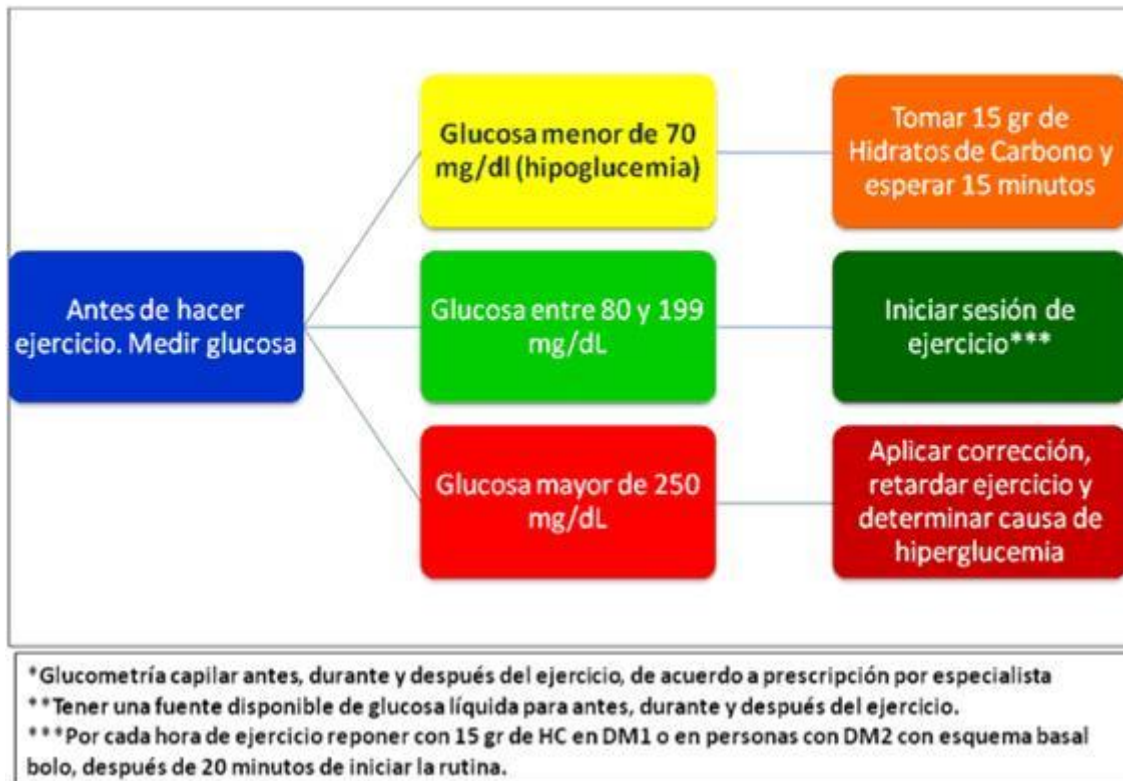 Antes de hacer
ejercicio. Medir glucosa
Glucosa menor de 70
mg/dl (hipoglucemia)
Tomar 15 gr de
Hidratos de Carbono y
esperar 15 minutos
Glucosa entre 80 y 199
mg/dL
Iniciar sesión de
ejercicio***
Glucosa mayor de 250
mg/dL
Aplicar corrección,
retardar ejercicio y
determinar causa de
hiperglucemia
*Glucometría capilar antes, durante y después del ejercicio, de acuerdo a prescripción por especialista
**Tener una fuente disponible de glucosa líquida para antes, durante y después del ejercicio.
***Por cada hora de ejercicio reponer con 15 gr de HC en DM1 o en personas con DM2 con esquema basal
bolo, después de 20 minutos de iniciar la rutina.